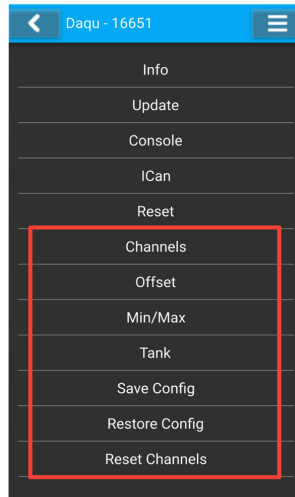 Daqu - 16651
Info
Update
Console
ICan
Reset
Channels
Offset
Min/Max
Tank
Save Config
Restore Config
Reset Channels